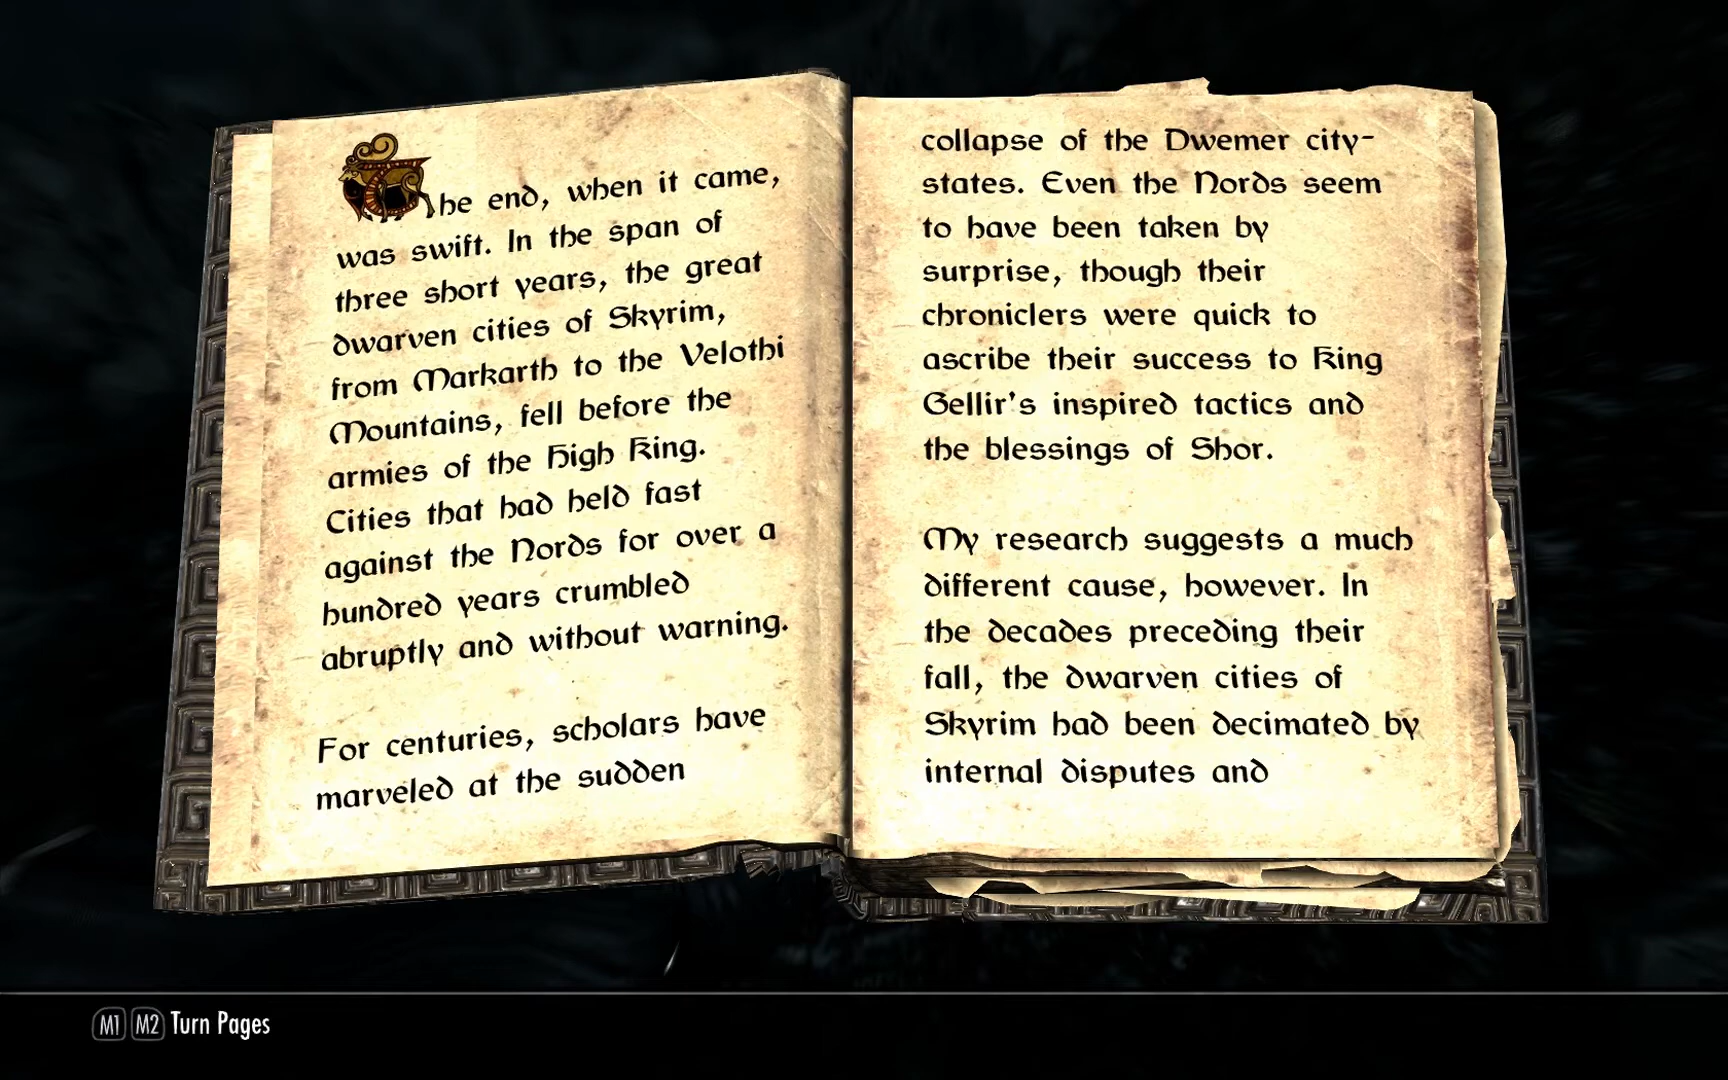 The end, when it came,
was swift. In the span of
three short years, the great
dwarven cities of Skyrim,
from Markarth to the Velothi
Mountains, fell before the
armies of the High King.
Cities that had held fast
against the Nords for over a
hundred years crumbled
abruptly and without warning.
For centuries, scholars have
marveled at the sudden
collapse of the Dwemer city-
states. Even the Nords seem
to have been taken by
surprise, though their
chroniclers were quick to
ascribe their success to King
Gellir's inspired tactics and
the blessings of Shor.
My research suggests a much
different cause, however. In
the decades preceding their
fall, the dwarven cities of
Skyrim had been decimated by
internal disputes and
M1 M2 Turn Pages